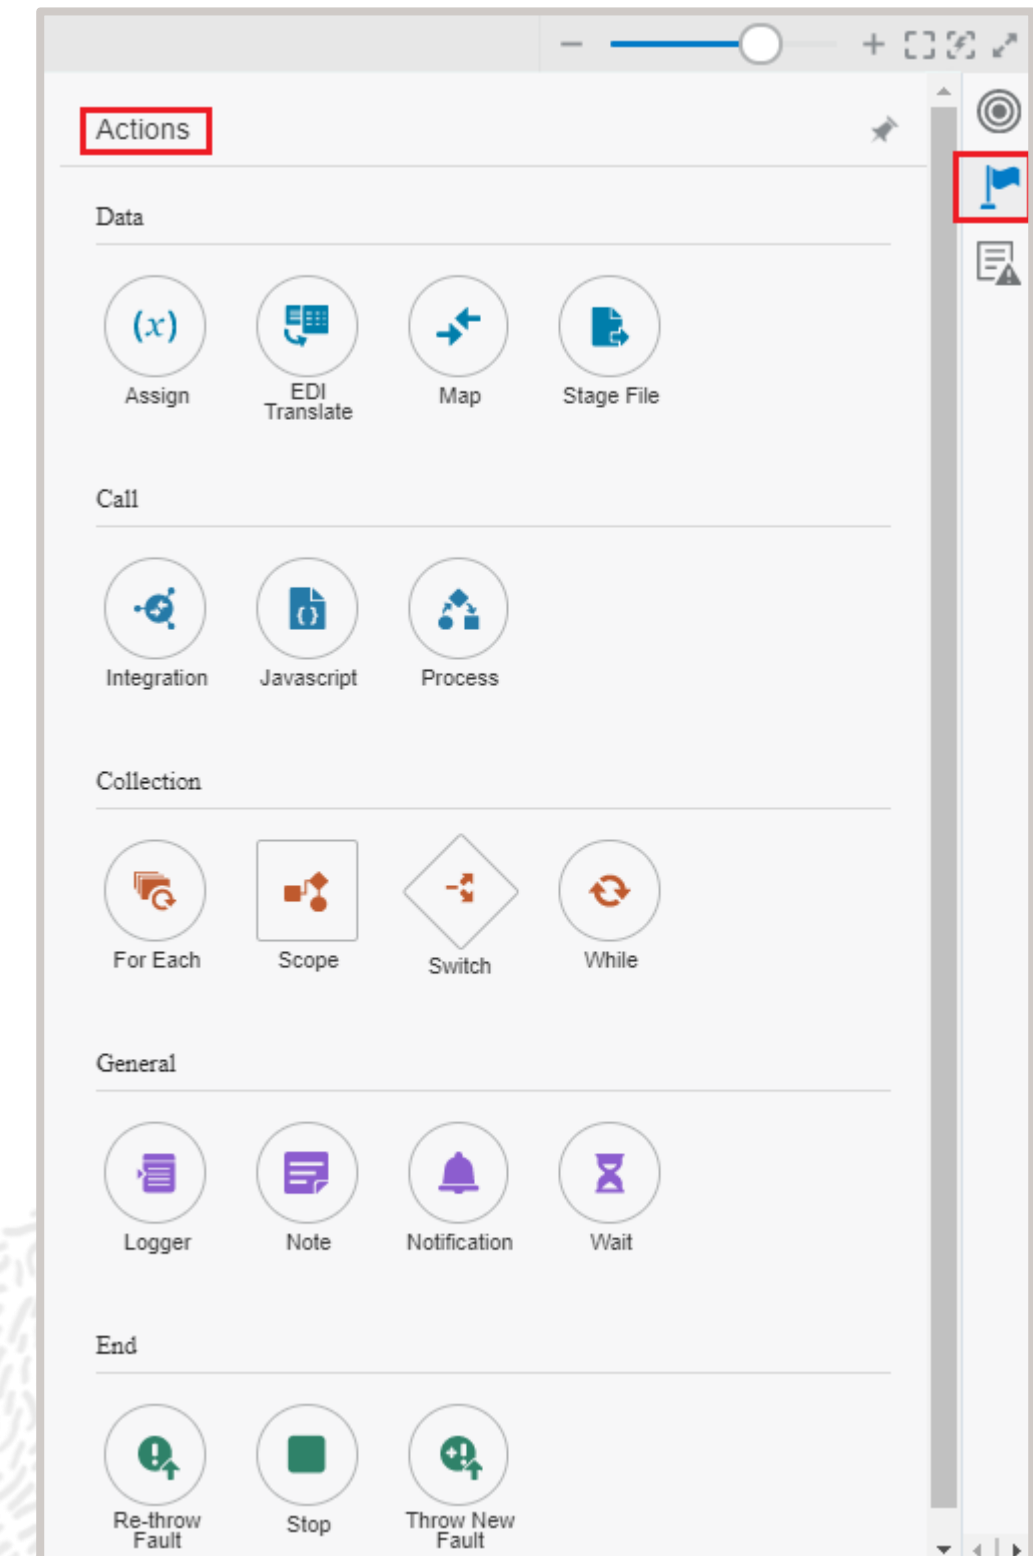 Actions
Data
(x)
Assign
EDI
Translate
Map
Stage File
Call
{}
Integration
Javascript
Process
Collection
For Each
Scope
Switch
While
General
Logger
Note
Notification
Wait
End
Re-throw
Fault
Stop
Throw New
Fault